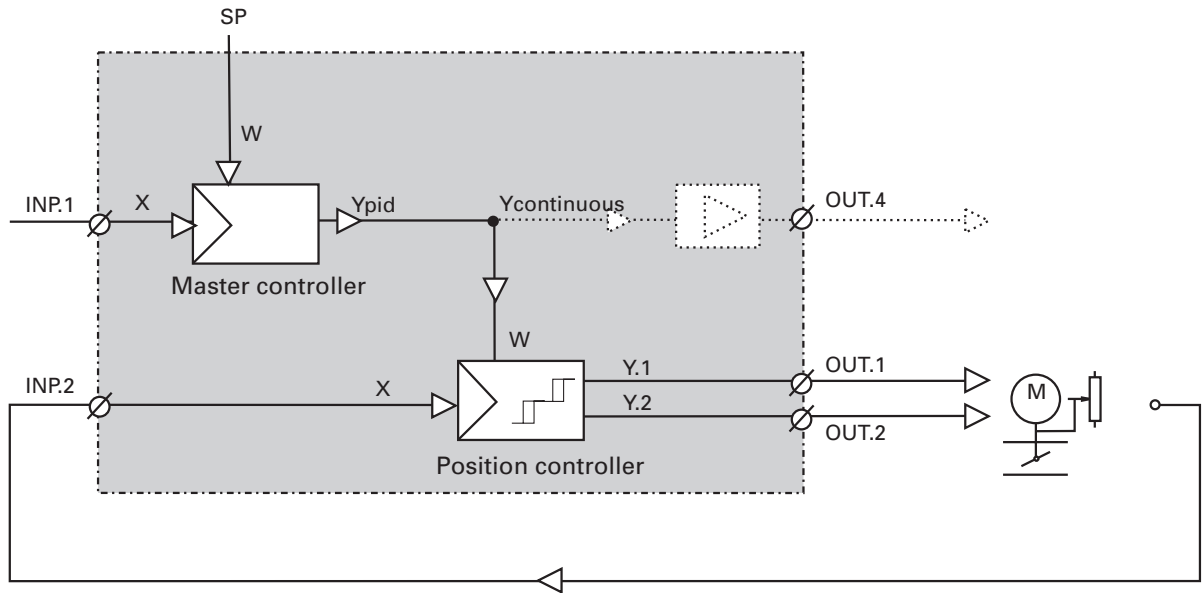 SP
W
INP.1
X
Ypid
Ycontinuous
OUT.4
Master controller
W
INP.2
X
Y.1
OUT.1
M
Y.2
OUT.2
Position controller